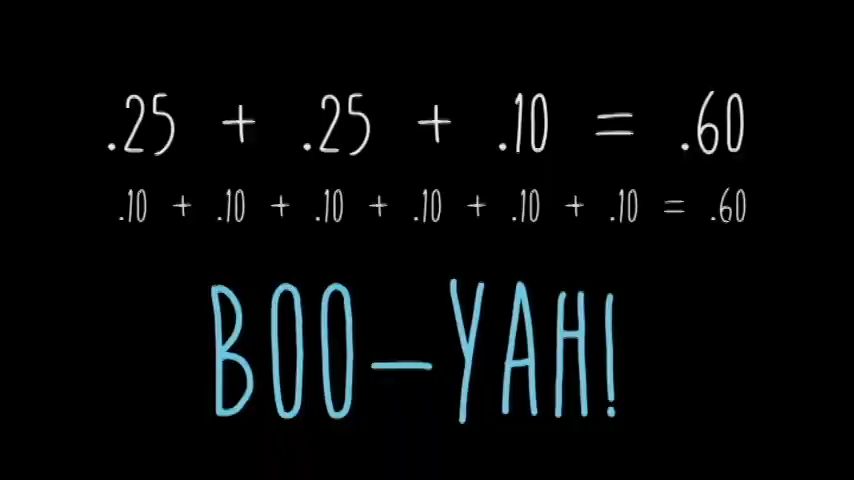 .25 + .25 + .10 = .60
.10 + .10 + .10 + .10 + .10 + .10 = .60
BOO-YAH!